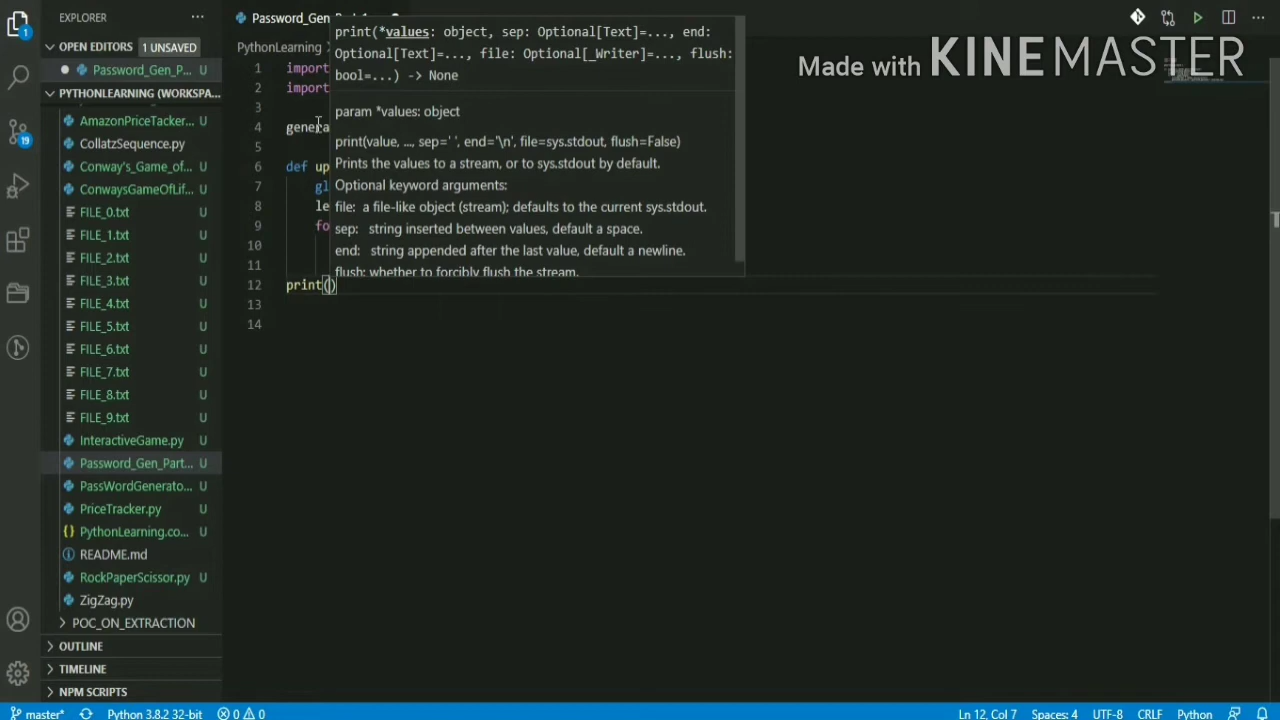 EXPLORER
OPEN EDITORS 1 UNSAVED
Password_Gen_P... U
PYTHONLEARNING (WORKSPA...
AmazonPriceTacker... U
CollatzSequence.py U
Conway's_Game_of... U
ConwaysGameOfLif... U
FILE_0.txt U
FILE_1.txt U
FILE_2.txt U
FILE_3.txt U
FILE_4.txt U
FILE_5.txt U
FILE_6.txt U
FILE_7.txt U
FILE_8.txt U
FILE_9.txt U
InteractiveGame.py U
Password_Gen_Part... U
PassWordGenerato... U
PriceTracker.py U
{} PythonLearning.co... U
README.md
RockPaperScissor.py U
ZigZag.py
POC_ON_EXTRACTION
OUTLINE
TIMELINE
NPM SCRIPTS
1
19
PythonLearning
1 import
2 import
3
4 genera
5
6 def up
7 gl
8 le
9 fo
10
11
12 print()
13
14
print(*values: object, sep: Optional[Text]=..., end:
Optional[Text]=..., file: Optional[_Writer]=..., flush:
bool=...) -> None
param *values: object
print(value, ..., sep=' ', end='\n', file=sys.stdout, flush=False)
Prints the values to a stream, or to sys.stdout by default.
Optional keyword arguments:
file: a file-like object (stream); defaults to the current sys.stdout.
sep: string inserted between values, default a space.
end: string appended after the last value, default a newline.
flush: whether to forcibly flush the stream.
Made with KINEMASTER
master* Python 3.8.2 32-bit 0 0 Ln 12, Col 7 Spaces: 4 UTF-8 CRLF Python